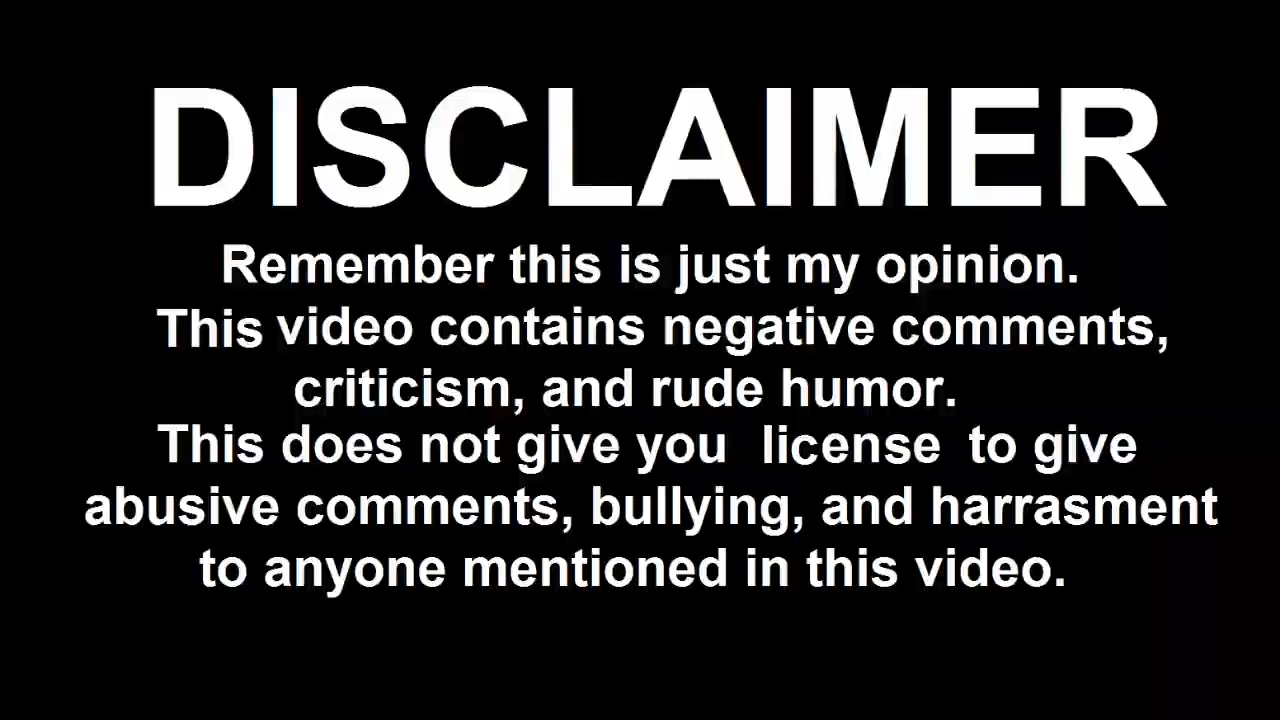 DISCLAIMER
Remember this is just my opinion.
This video contains negative comments,
criticism, and rude humor.
This does not give you license to give
abusive comments, bullying, and harrasment
to anyone mentioned in this video.